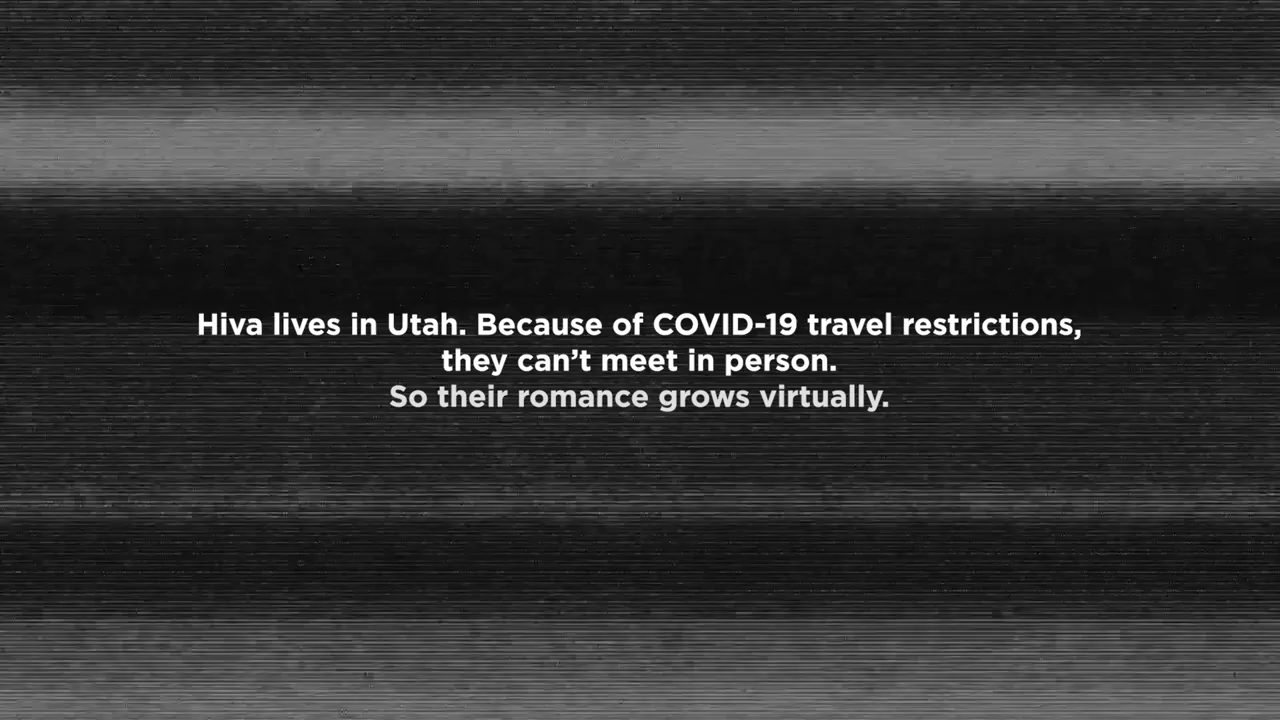 Hiva lives in Utah. Because of COVID-19 travel restrictions,
they can’t meet in person.
So their romance grows virtually.